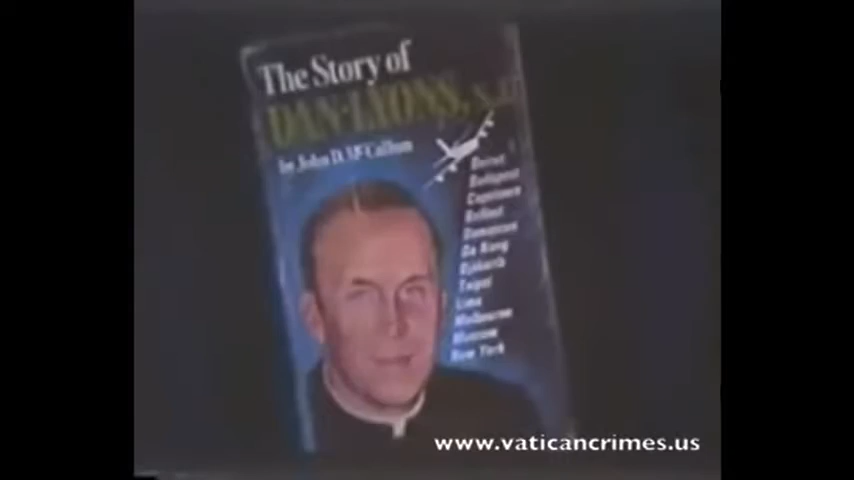 The Story of
DAN LYONS, S.J.
by John D. McCallum
Beirut
Budapest
Capetown
Belfast
Damascus
Da Nang
Djakarta
Taipei
Lima
Melbourne
Moscow
New York
www.vaticancrimes.us